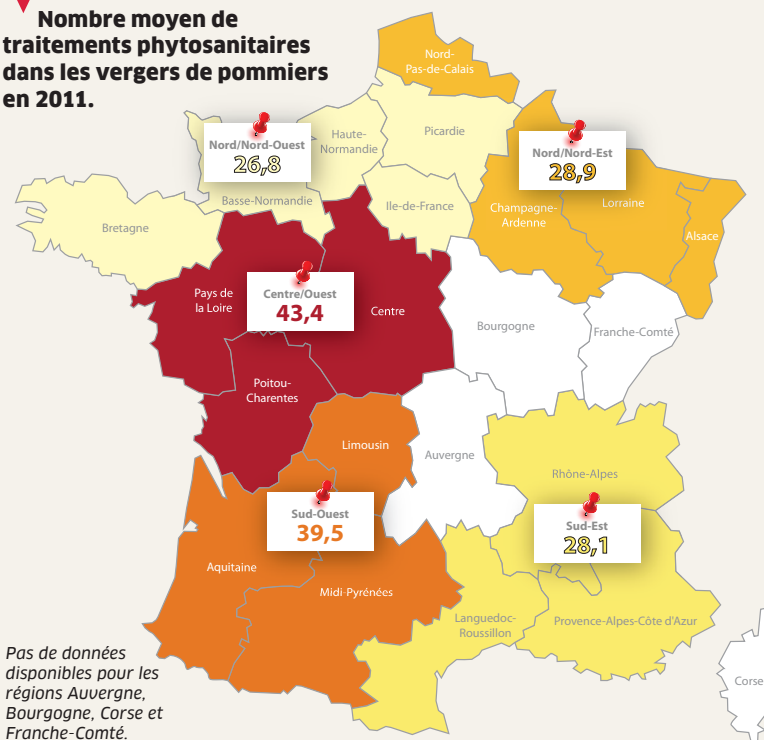 Nombre moyen de
traitements phytosanitaires
dans les vergers de pommiers
en 2011.
Nord-
Pas-de-Calais
Nord/Nord-Ouest
26,8
Haute-
Normandie
Picardie
Nord/Nord-Est
28,9
Basse-Normandie
Ile-de-France
Champagne-
Ardenne
Lorraine
Alsace
Bretagne
Pays de
la Loire
Centre/Ouest
43,4
Centre
Bourgogne
Franche-Comté
Poitou-
Charentes
Limousin
Auvergne
Rhône-Alpes
Sud-Ouest
39,5
Sud-Est
28,1
Aquitaine
Midi-Pyrénées
Languedoc-
Roussillon
Provence-Alpes-Côte d'Azur
Corse
Pas de données
disponibles pour les
régions Auvergne,
Bourgogne, Corse et
Franche-Comté.